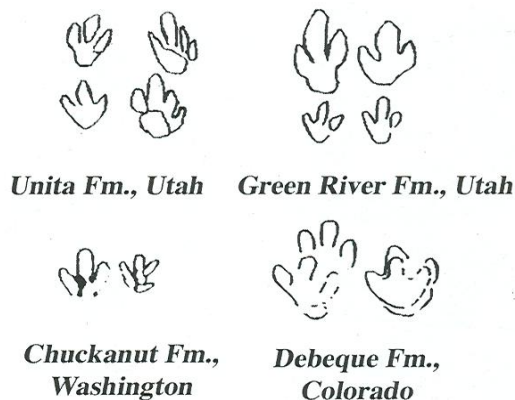 Unita Fm., Utah
Green River Fm., Utah
Chuckanut Fm.,
Washington
Debeque Fm.,
Colorado